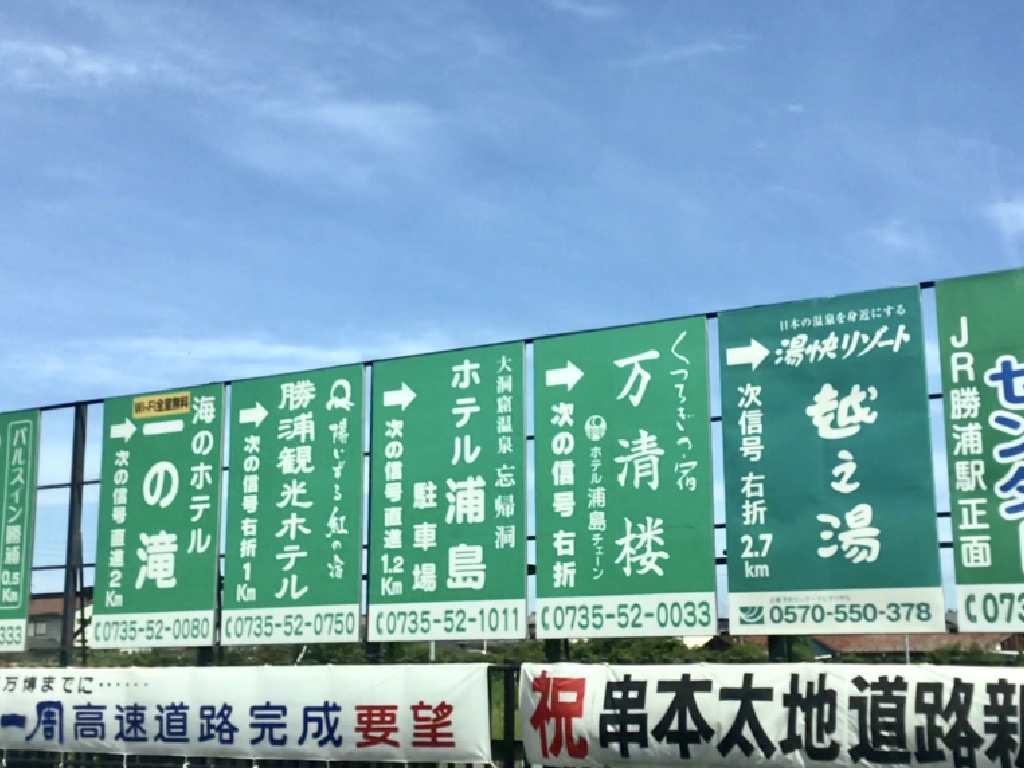 パルスイン勝浦
0.5Km
333
Wi-Fi全室無料
海のホテル
一の滝
次の信号直進2Km
0735-52-0080
陽いずる紅の宿
勝浦観光ホテル
次の信号右折1Km
0735-52-0750
大洞窟温泉 忘帰洞
ホテル浦島
駐車場
次の信号直進1.2Km
0735-52-1011
くつろぎの宿
万清楼
ホテル浦島チェーン
次の信号右折
0735-52-0033
日本の温泉を身近にする
湯快リゾート
越之湯
次信号 右折 2.7km
0570-550-378
JR勝浦駅正面
センタ
073
万博までに……
一周高速道路完成要望
祝 串本太地道路新